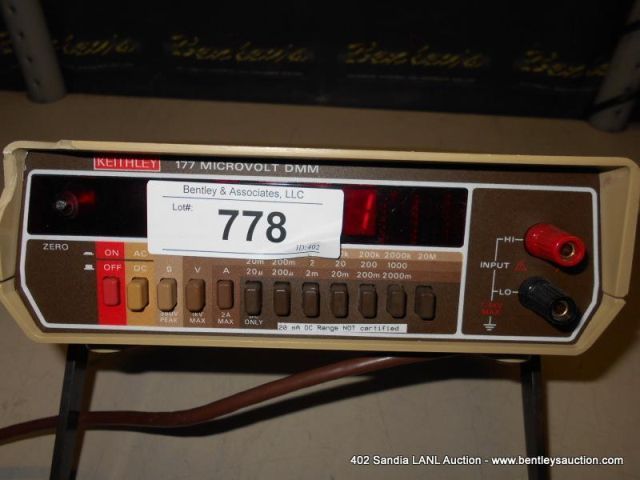 KEITHLEY 177 MICROVOLT DMM
Bentley & Associates, LLC
Lot#:
778
ID:402
HI
INPUT
LO
ZERO
ON AC
OFF DC Ω V A
200k 2000k 20M
20m 200m 2 20 200 1000
20µ 200µ 2m 20m 200m 2000m
PEAK 1kV MAX 2A MAX ONLY
MAX
20 mA DC Range NOT certified.
402 Sandia LANL Auction - www.bentleysauction.com